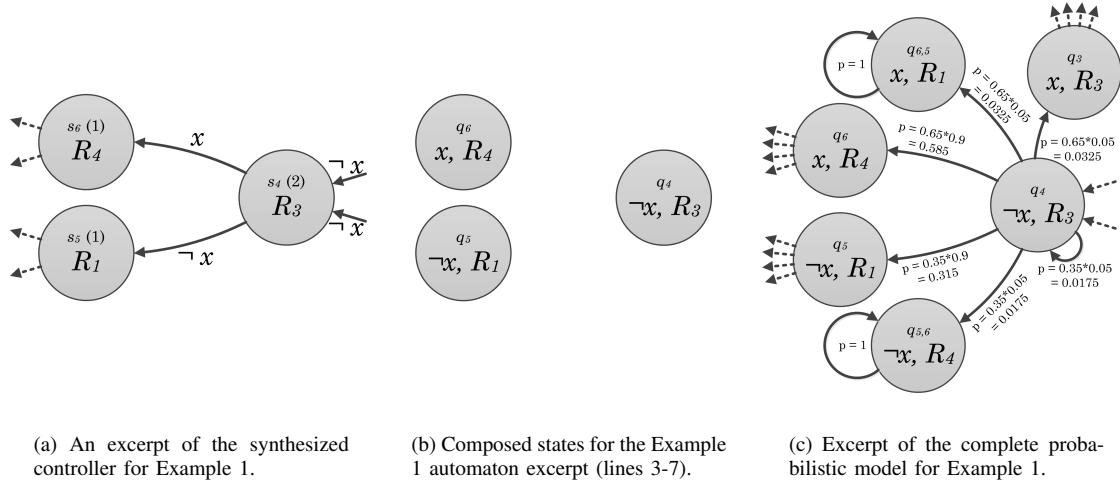 s6 (1)
R4
s5 (1)
R1
s4 (2)
R3
x
¬ x
¬ x
¬ x
(a) An excerpt of the synthesized
controller for Example 1.
q6
x, R4
q5
¬x, R1
q4
¬x, R3
(b) Composed states for the Example
1 automaton excerpt (lines 3-7).
q6,5
x, R1
p = 1
q3
x, R3
q6
x, R4
q4
¬x, R3
q5
¬x, R1
q5,6
¬x, R4
p = 1
p = 0.65*0.05
= 0.0325
p = 0.65*0.05
= 0.0325
p = 0.65*0.9
= 0.585
p = 0.35*0.9
= 0.315
p = 0.35*0.05
= 0.0175
p = 0.35*0.05
= 0.0175
(c) Excerpt of the complete proba-
bilistic model for Example 1.